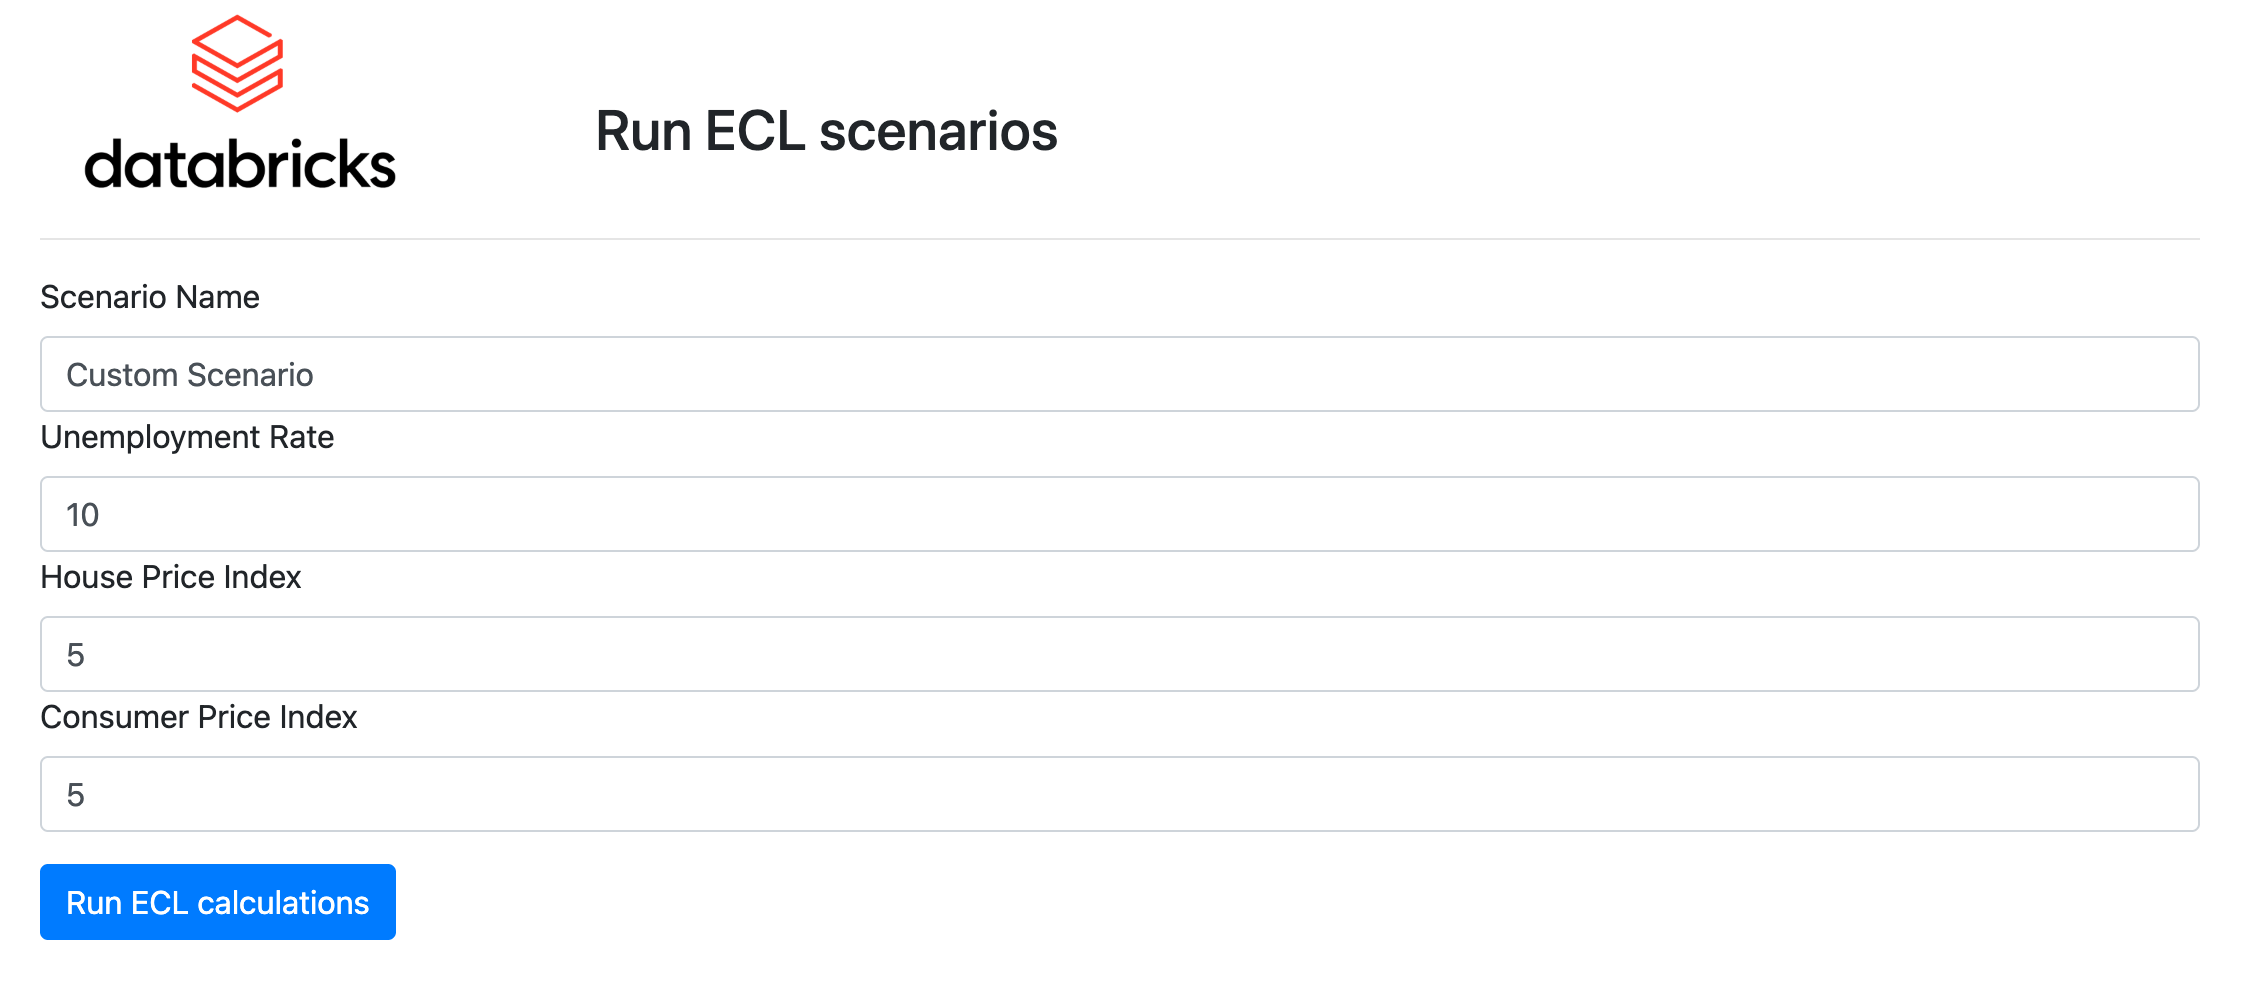 databricks
Run ECL scenarios
Scenario Name
Custom Scenario
Unemployment Rate
10
House Price Index
5
Consumer Price Index
5
Run ECL calculations